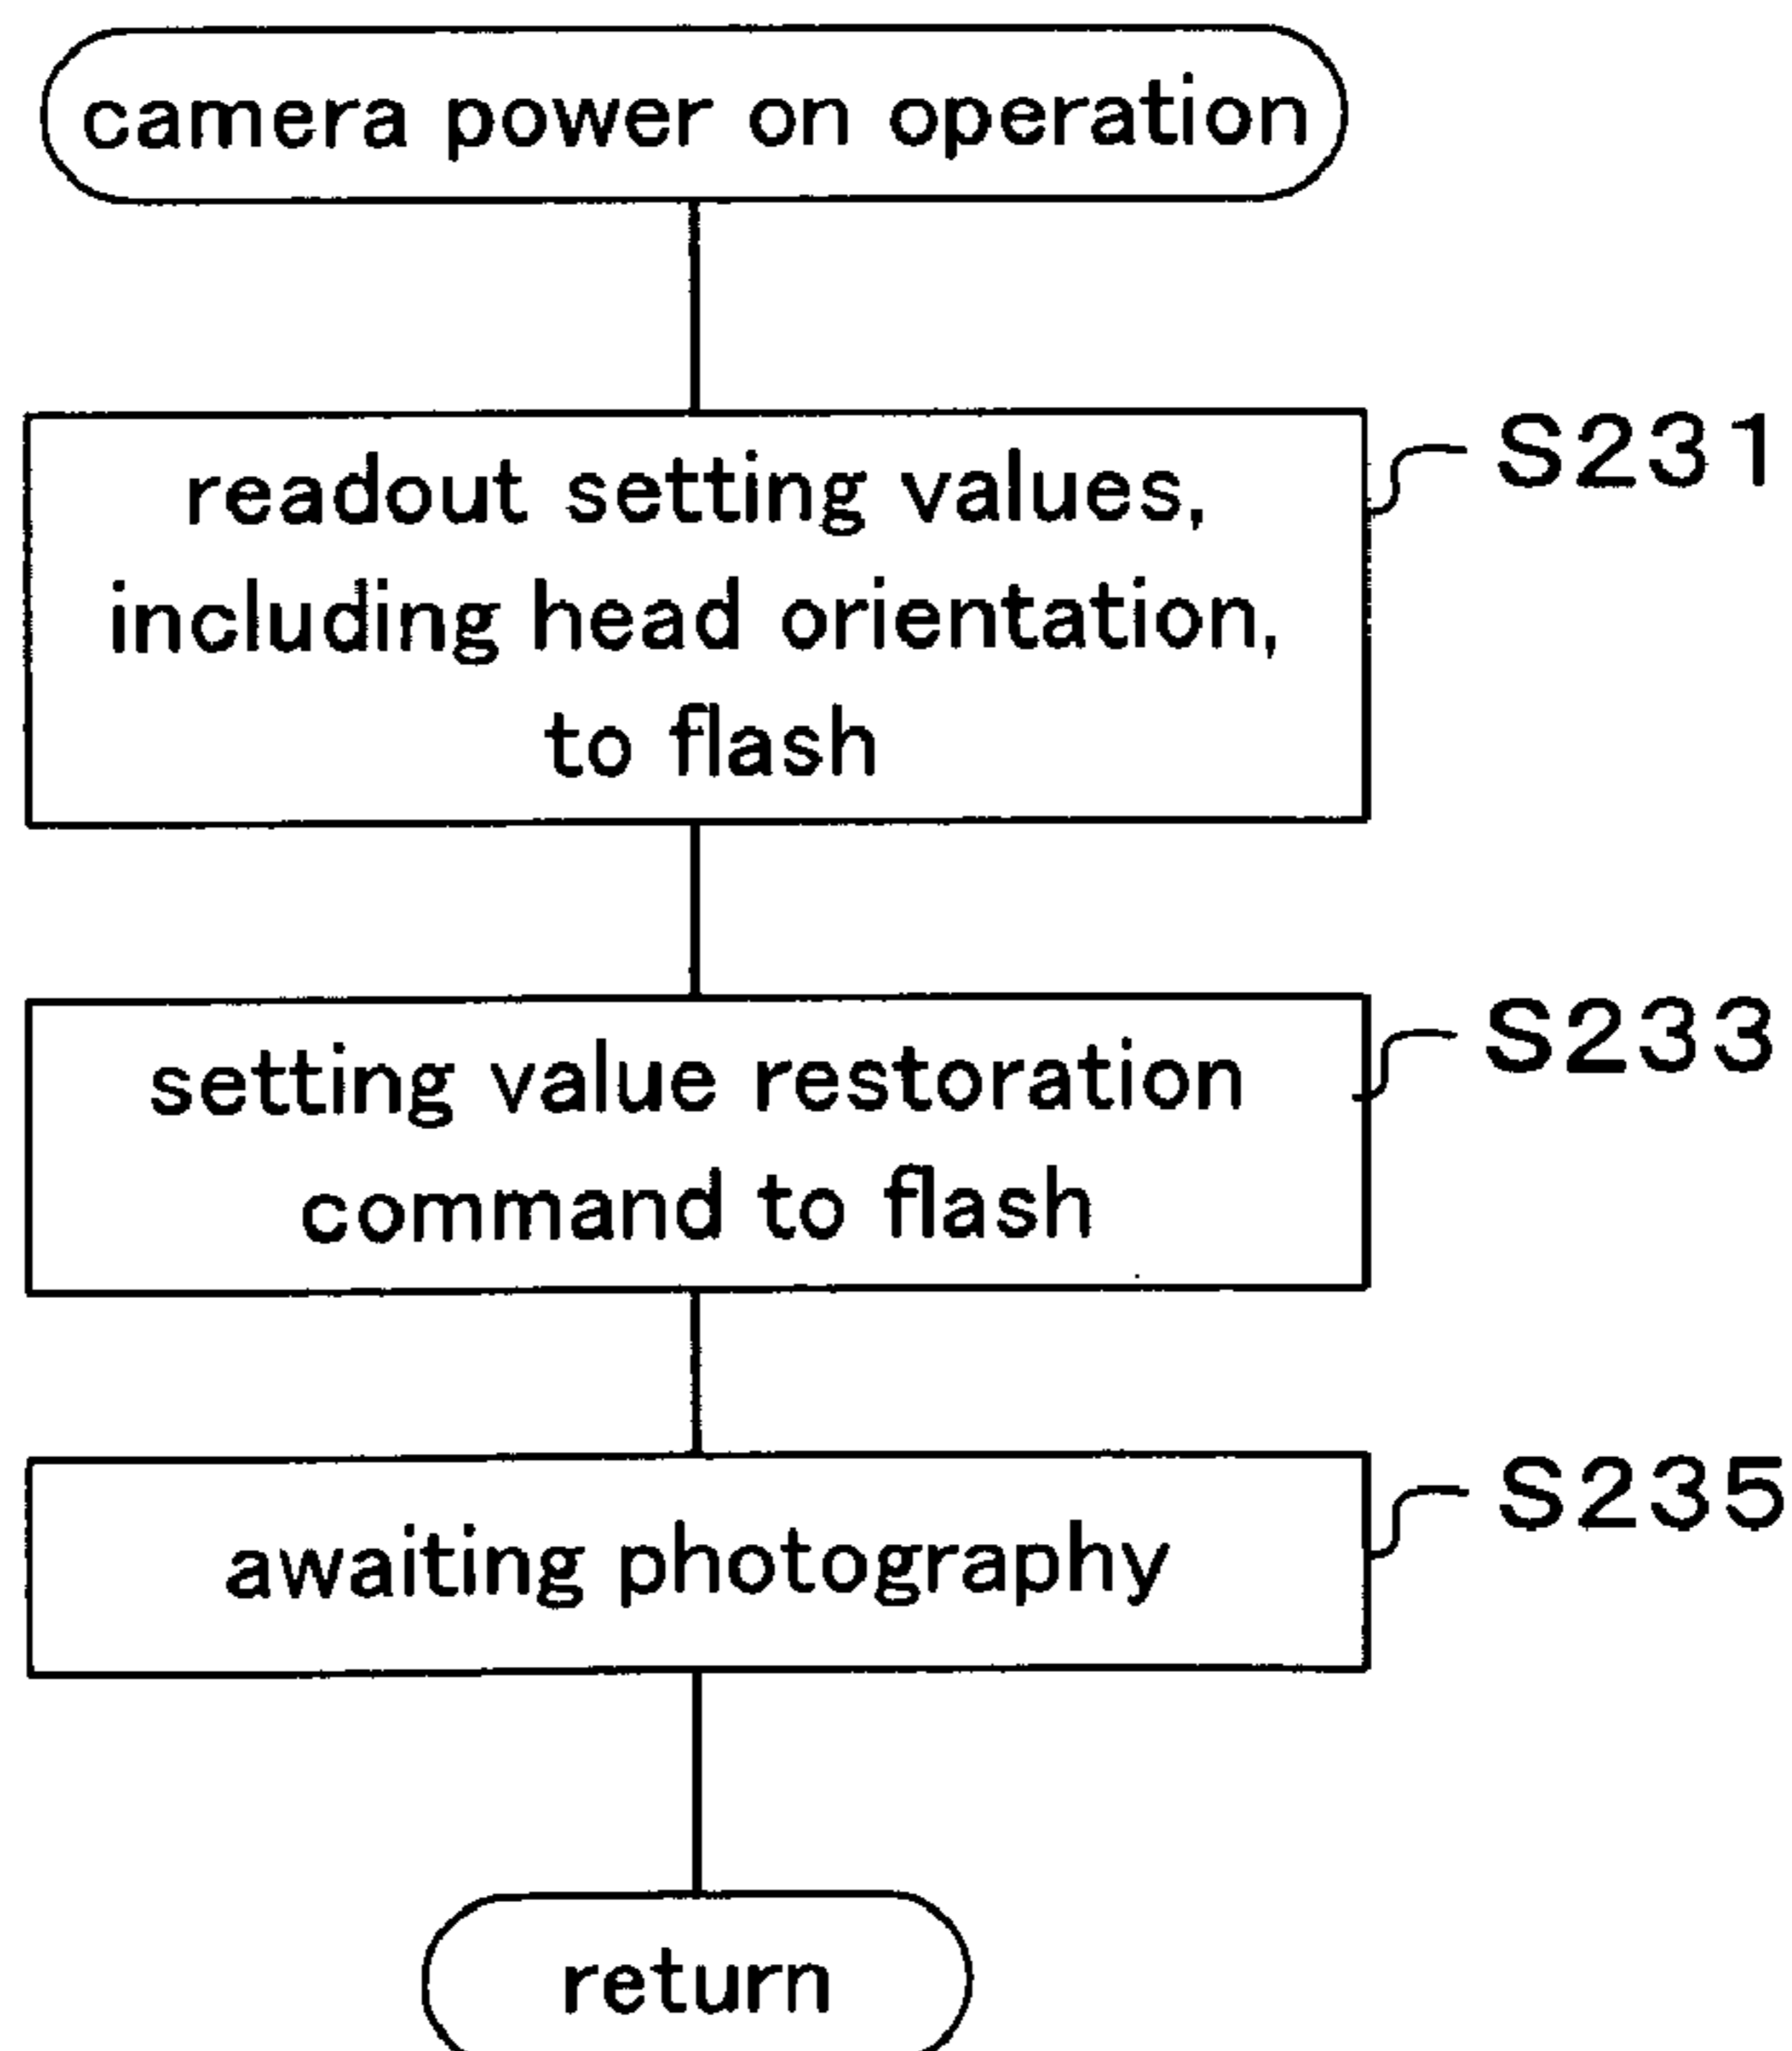 camera power on operation
readout setting values,
S231
including head orientation,
to flash
setting value restoration
S233
command to flash
awaiting photography
S235
return